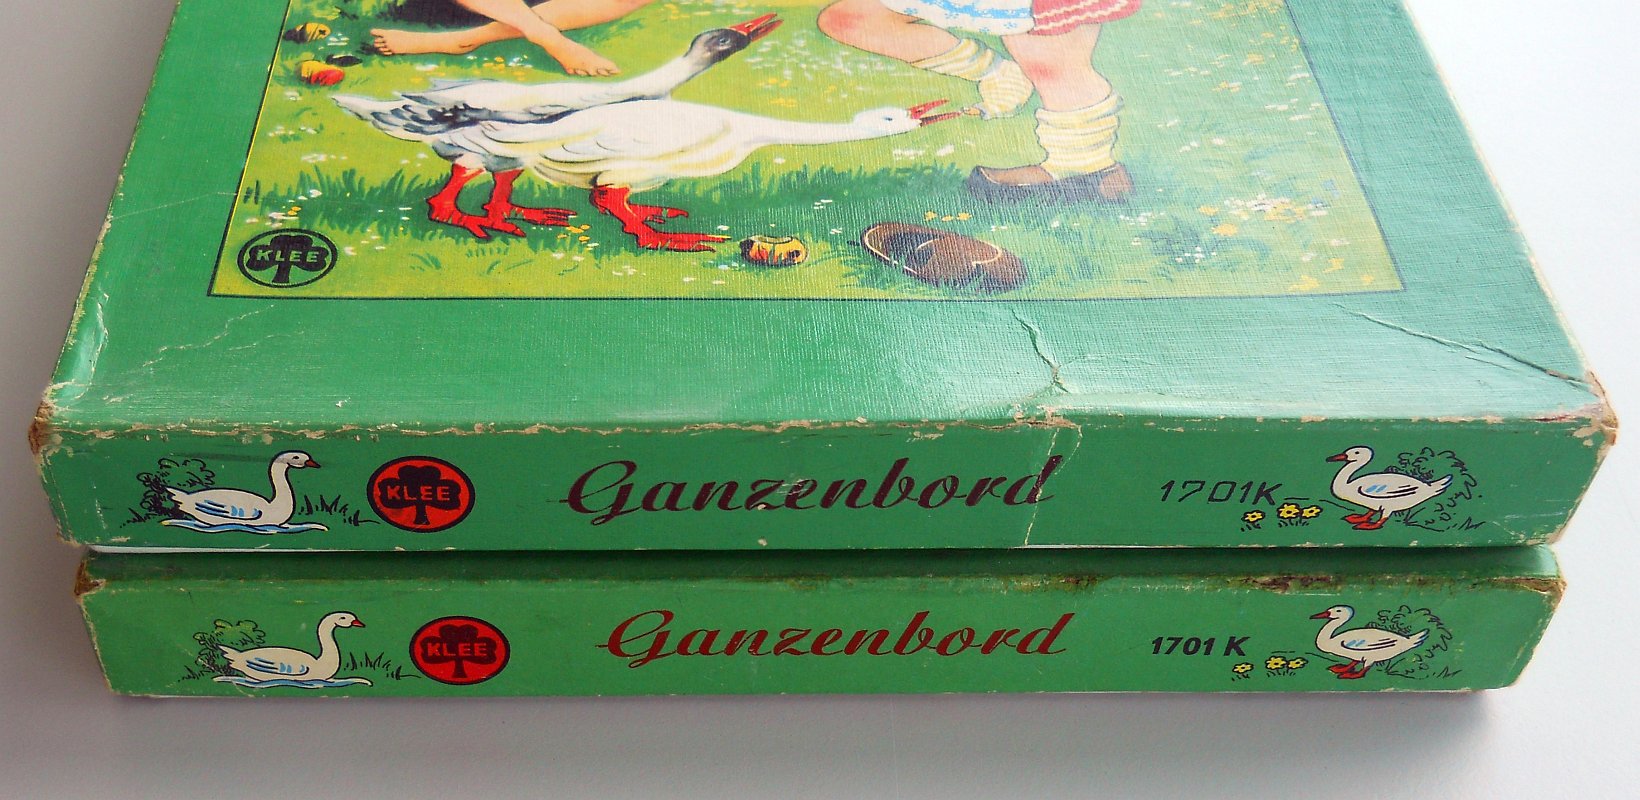 KLEE
KLEE Ganzenbord 1701K
KLEE Ganzenbord 1701 K